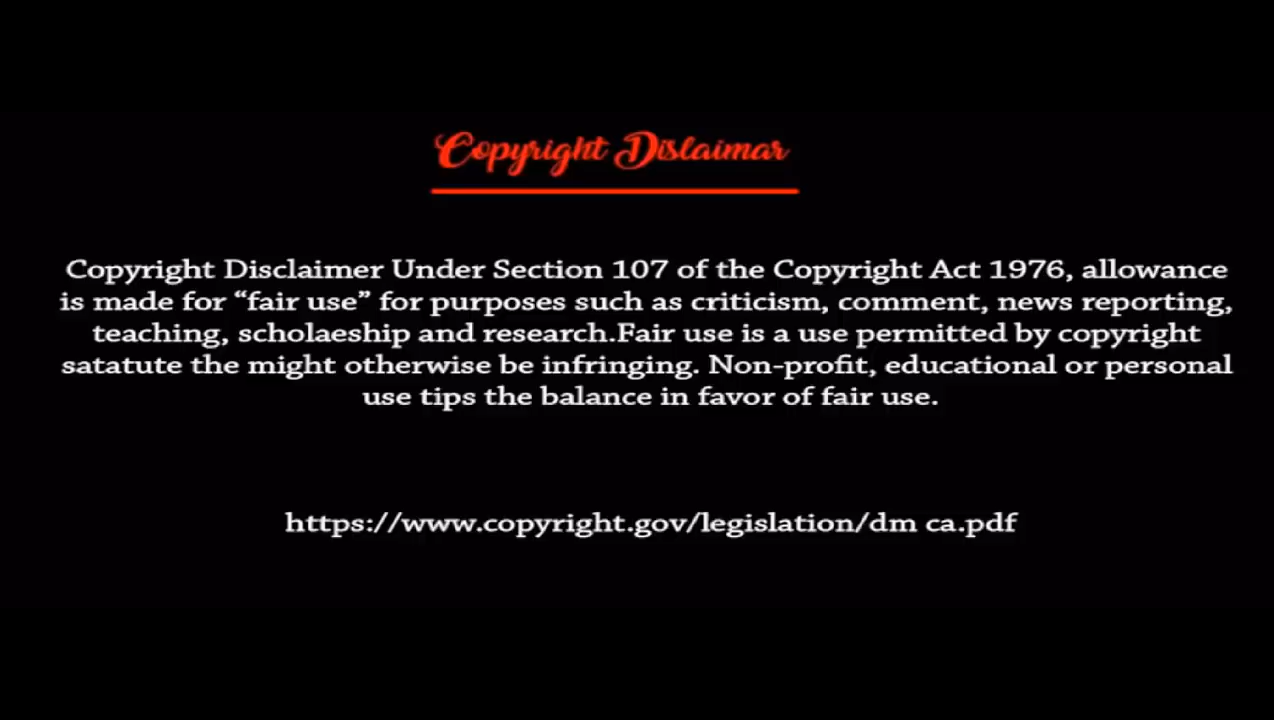 Copyright Dislaimar
Copyright Disclaimer Under Section 107 of the Copyright Act 1976, allowance
is made for “fair use” for purposes such as criticism, comment, news reporting,
teaching, scholaeship and research.Fair use is a use permitted by copyright
satatute the might otherwise be infringing. Non-profit, educational or personal
use tips the balance in favor of fair use.
https://www.copyright.gov/legislation/dm ca.pdf